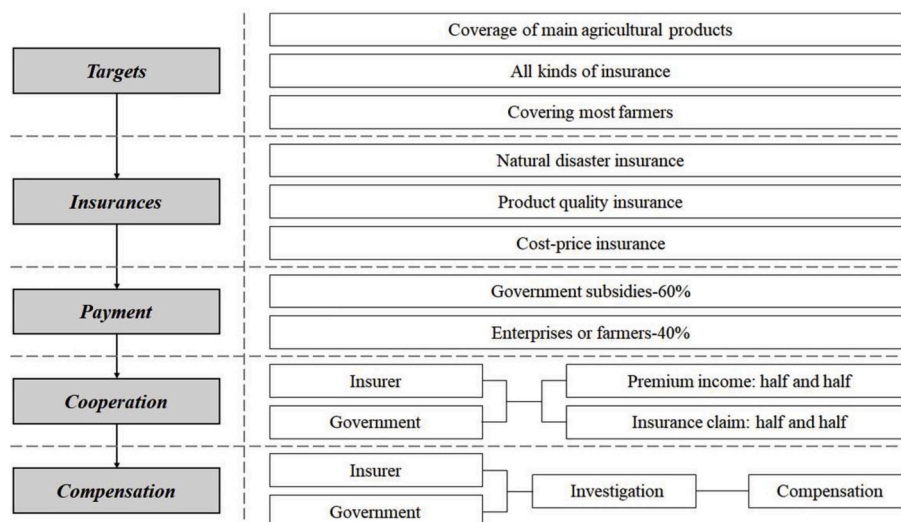 Targets
Coverage of main agricultural products
All kinds of insurance
Covering most farmers
Insurances
Natural disaster insurance
Product quality insurance
Cost-price insurance
Payment
Government subsidies-60%
Enterprises or farmers-40%
Cooperation
Insurer
Government
Premium income: half and half
Insurance claim: half and half
Compensation
Insurer
Government
Investigation
Compensation